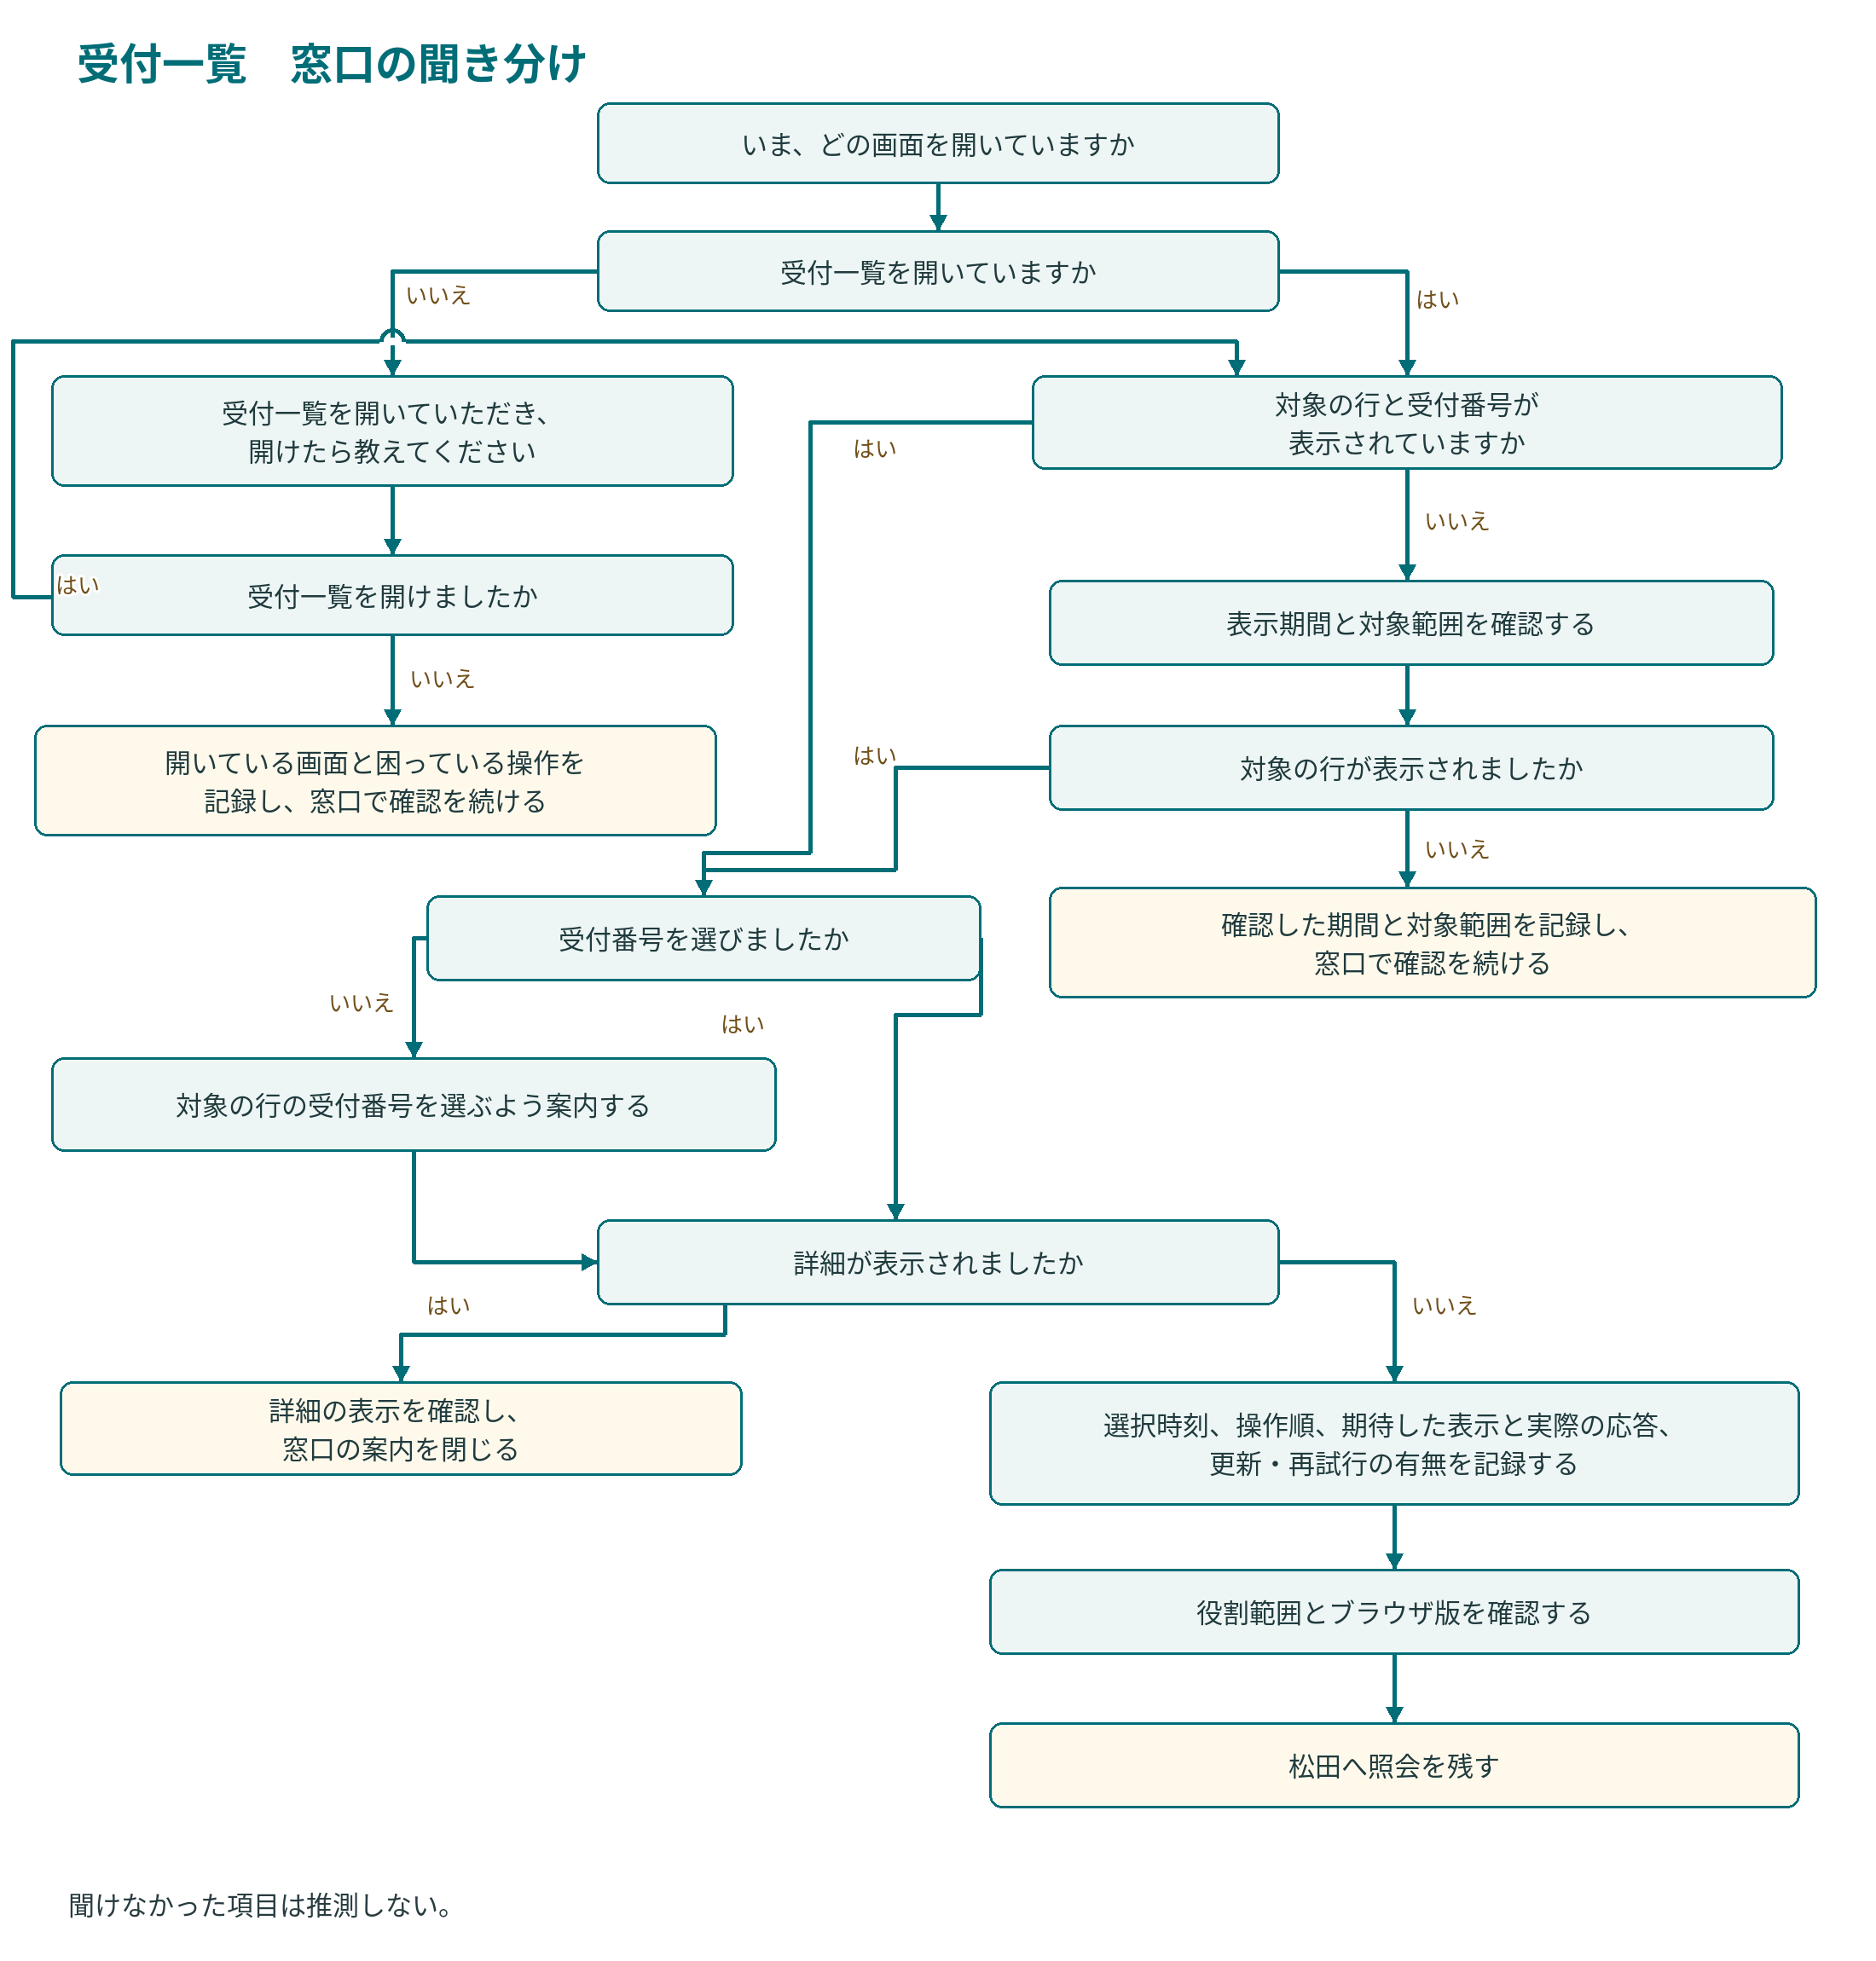 受付一覧　窓口の聞き分け
いま、どの画面を開いていますか
受付一覧を開いていますか
いいえ
はい
受付一覧を開いていただき、
開けたら教えてください
対象の行と受付番号が
表示されていますか
はい
いいえ
受付一覧を開けましたか
はい
いいえ
表示期間と対象範囲を確認する
開いている画面と困っている操作を
記録し、窓口で確認を続ける
対象の行が表示されましたか
はい
いいえ
受付番号を選びましたか
確認した期間と対象範囲を記録し、
窓口で確認を続ける
いいえ
はい
対象の行の受付番号を選ぶよう案内する
詳細が表示されましたか
はい
いいえ
詳細の表示を確認し、
窓口の案内を閉じる
選択時刻、操作順、期待した表示と実際の応答、
更新・再試行の有無を記録する
役割範囲とブラウザ版を確認する
松田へ照会を残す
聞けなかった項目は推測しない。